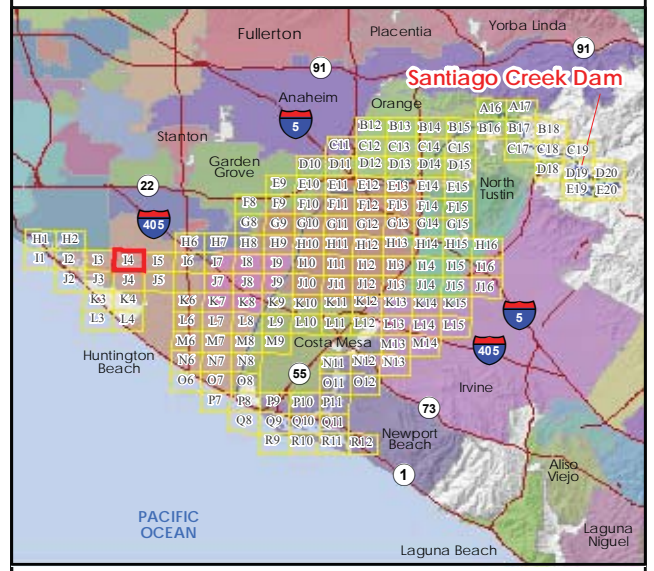 Fullerton
Placentia
Yorba Linda
91
91
Santiago Creek Dam
Anaheim
Orange
A16 A17
5
B12 B13 B14 B15 B16 B17 B18
Stanton
C11 C12 C13 C14 C15 C17 C18 C19
Garden
Grove
D10 D11 D12 D13 D14 D15 D18 D19 D20
22
E9 E10 E11 E12 E13 E14 E15 E19 E20
North
Tustin
F8 F9 F10 F11 F12 F13 F14 F15
405
G8 G9 G10 G11 G12 G13 G14 G15
H1 H2 H6 H7 H8 H9 H10 H11 H12 H13 H14 H15 H16
I1 I2 I3 I4 I5 I6 I7 I8 I9 I10 I11 I12 I13 I14 I15 I16
J2 J3 J4 J5 J6 J7 J8 J9 J10 J11 J12 J13 J14 J15 J16
K3 K4 K6 K7 K8 K9 K10 K11 K12 K13 K14 K15
5
L3 L4 L6 L7 L8 L9 L10 L11 L12 L13 L14 L15
M6 M7 M8 M9 Costa Mesa M13 M14
405
Huntington
Beach
N6 N7 N8 N11 N12 N13
55
O6 O7 O8 O11 O12
Irvine
P7 P8 P9 P10 P11
73
Q8 Q9 Q10 Q11
R9 R10 R11 R12
Newport
Beach
1
Aliso
Viejo
PACIFIC
OCEAN
Laguna
Niguel
Laguna Beach